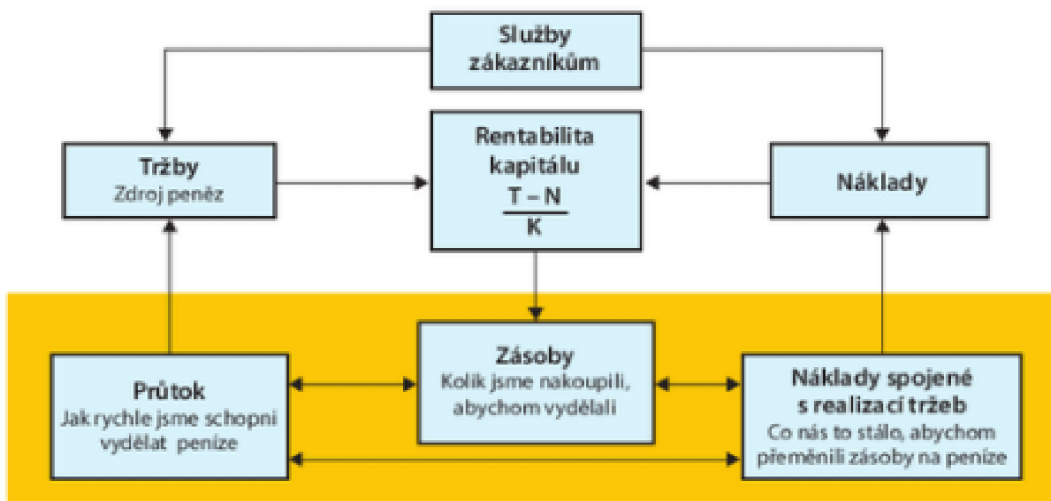 Služby
zákazníkům
Rentabilita
kapitálu
T – N
K
Tržby
Zdroj peněz
Náklady
Průtok
Jak rychle jsme schopni
vydělat peníze
Zásoby
Kolik jsme nakoupili,
abychom vydělali
Náklady spojené
s realizací tržeb
Co nás to stálo, abychom
přeměnili zásoby na peníze